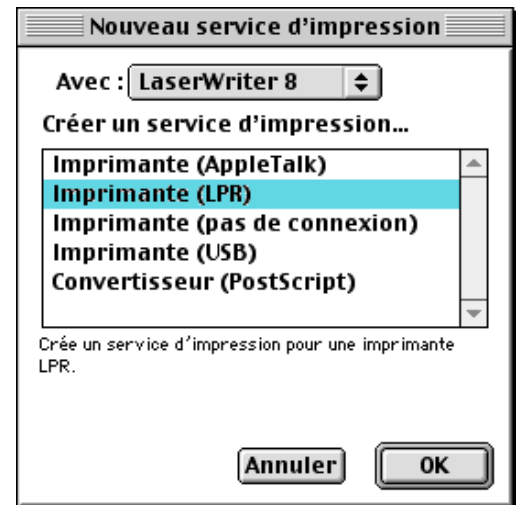 Nouveau service d'impression
Avec : LaserWriter 8
Créer un service d'impression...
Imprimante (AppleTalk)
Imprimante (LPR)
Imprimante (pas de connexion)
Imprimante (USB)
Convertisseur (PostScript)
Crée un service d'impression pour une imprimante
LPR.
Annuler OK